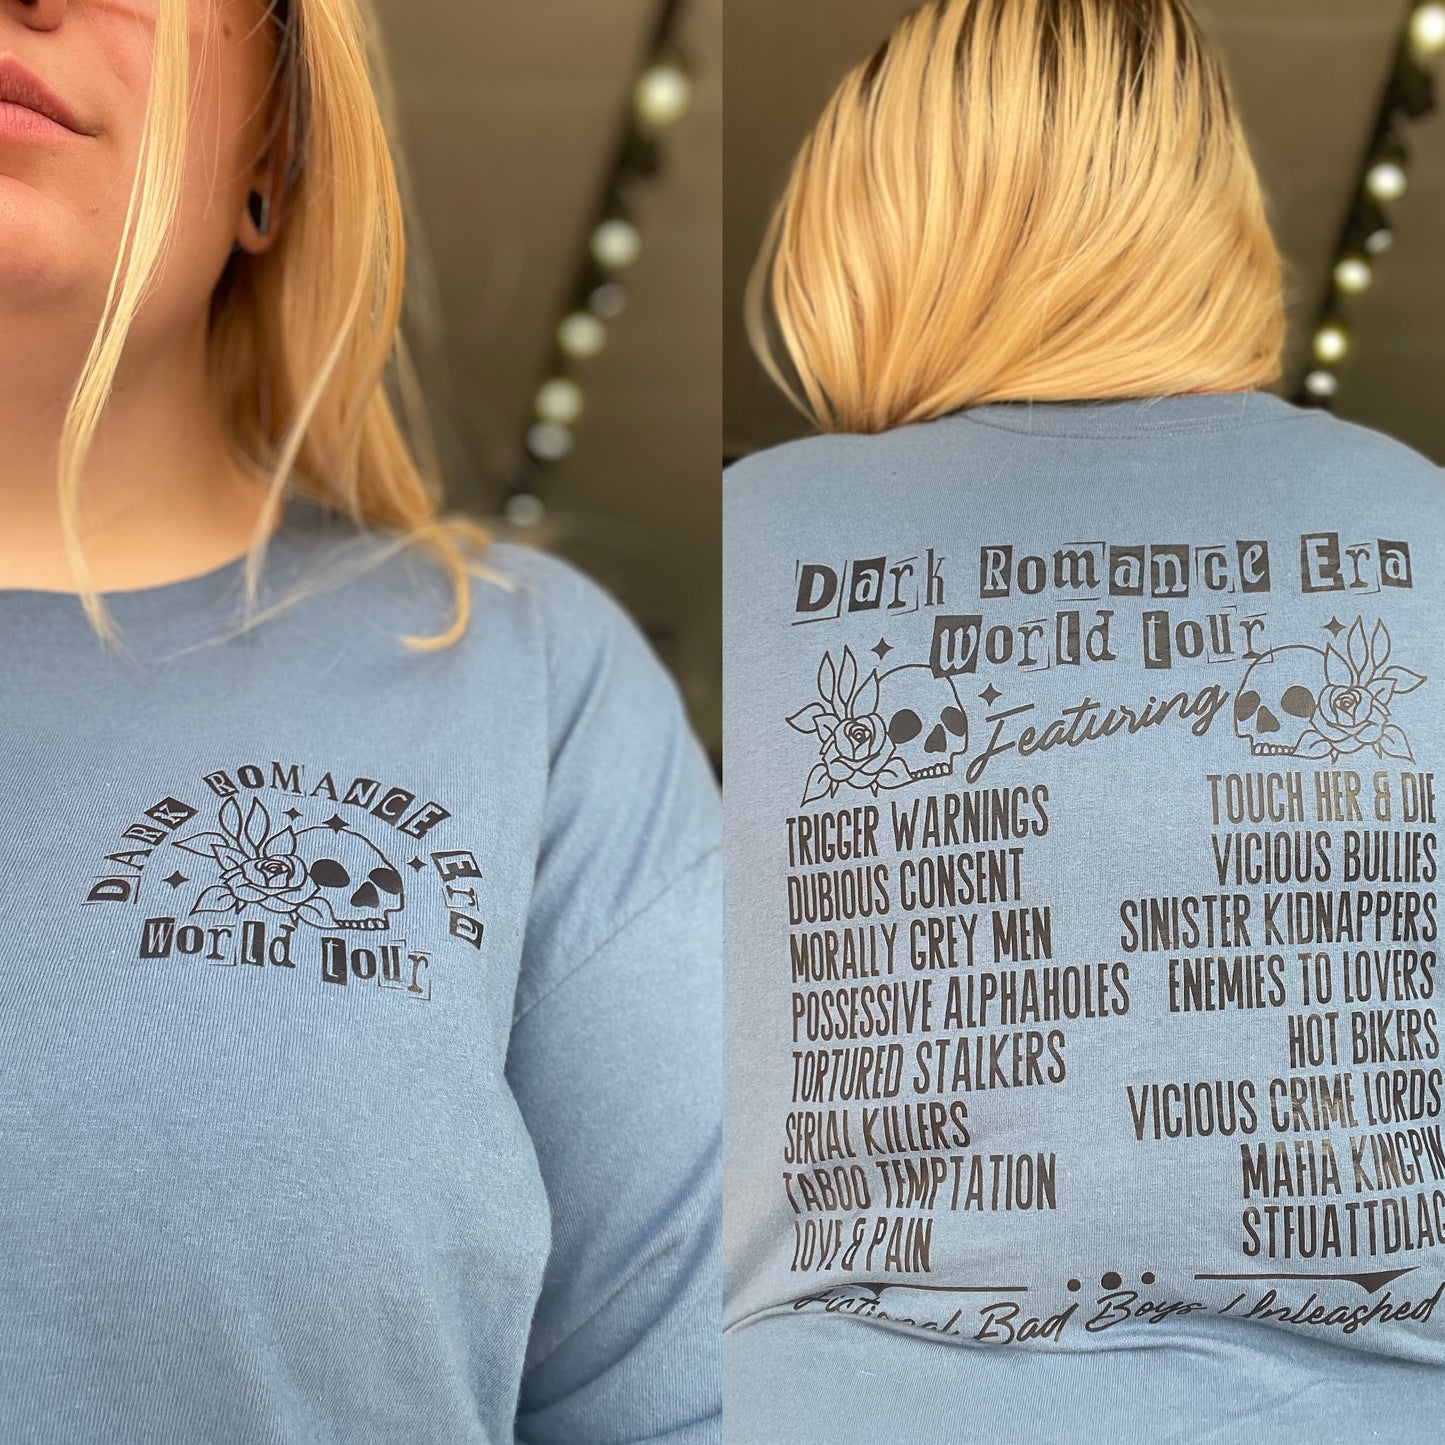 DARK ROMANCE Era
World tour
Dark Romance Era
World tour
Featuring
TRIGGER WARNINGS
DUBIOUS CONSENT
MORALLY GREY MEN
POSSESSIVE ALPHAHOLES
TORTURED STALKERS
SERIAL KILLERS
TABOO TEMPTATION
LOVE & PAIN
TOUCH HER & DIE
VICIOUS BULLIES
SINISTER KIDNAPPERS
ENEMIES TO LOVERS
HOT BIKERS
VICIOUS CRIME LORDS
MAFIA KINGPIN
STFUATTDLAG
Fictional Bad Boys Unleashed